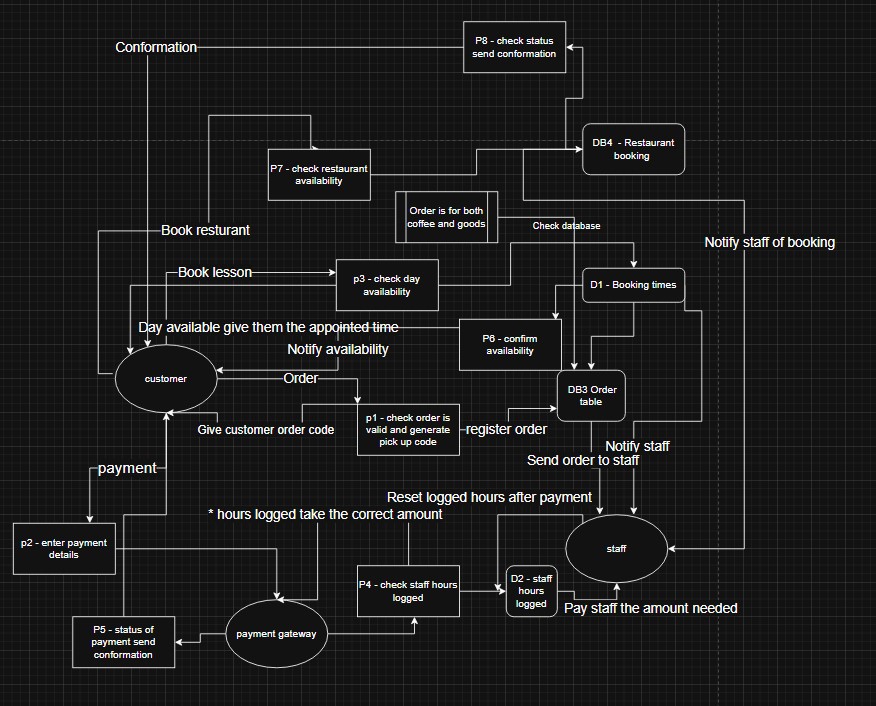 P8 - check status
send conformation
Conformation
DB4 - Restaurant
booking
P7 - check restaurant
availability
Order is for both
coffee and goods
Check database
Book resturant
Notify staff of booking
Book lesson
p3 - check day
availability
D1 - Booking times
Day available give them the appointed time
P6 - confirm
availability
Notify availability
customer
Order
DB3 Order
table
p1 - check order is
valid and generate
pick up code
Give customer order code
register order
Notify staff
Send order to staff
payment
Reset logged hours after payment
* hours logged take the correct amount
p2 - enter payment
details
staff
P4 - check staff hours
logged
D2 - staff
hours
logged
Pay staff the amount needed
P5 - status of
payment send
conformation
payment gateway